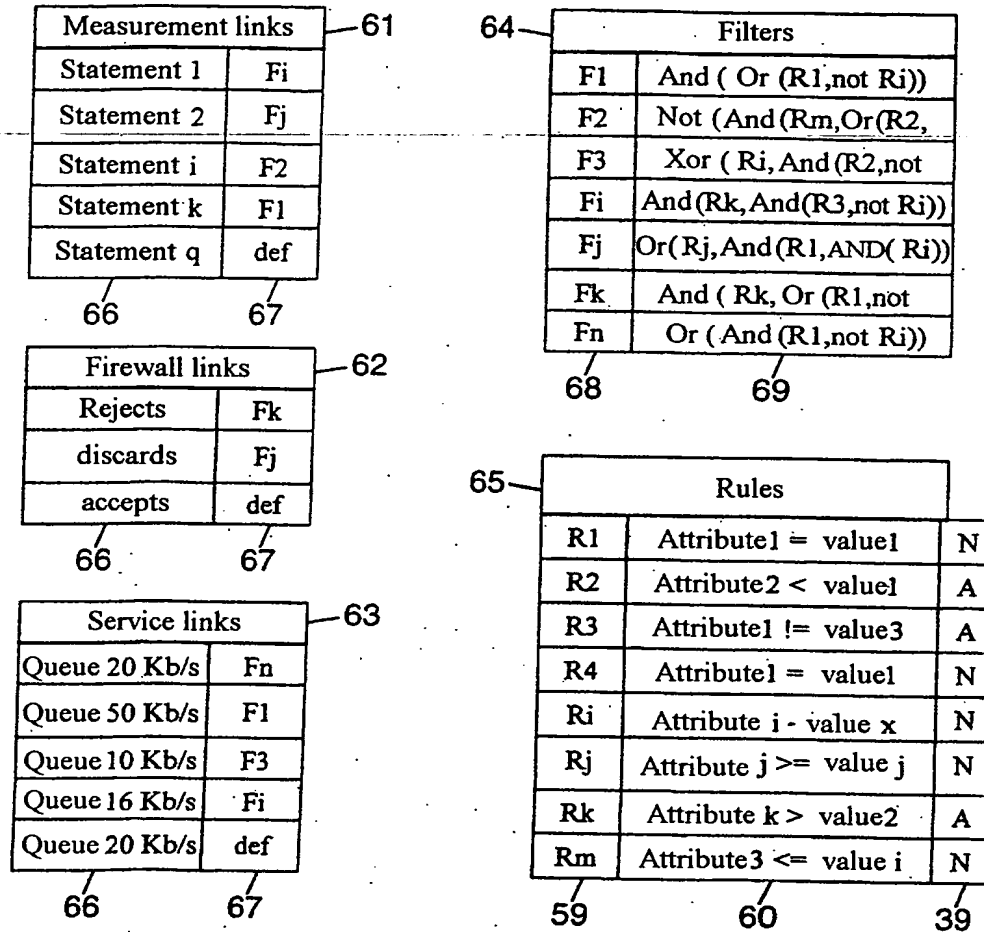 Measurement links 61
Statement 1 Fi
Statement 2 Fj
Statement i F2
Statement k F1
Statement q def
66 67
Firewall links 62
Rejects Fk
discards Fj
accepts def
66 67
Service links 63
Queue 20 Kb/s Fn
Queue 50 Kb/s F1
Queue 10 Kb/s F3
Queue 16 Kb/s Fi
Queue 20 Kb/s def
66 67
64 Filters
F1 And ( Or (R1,not Ri))
F2 Not (And (Rm,Or(R2,
F3 Xor ( Ri, And (R2,not
Fi And (Rk, And (R3,not Ri))
Fj Or( Rj, And (R1,AND( Ri))
Fk And ( Rk, Or (R1,not
Fn Or ( And (R1,not Ri))
68 69
65 Rules
R1 Attribute1 = value1 N
R2 Attribute2 < value1 A
R3 Attribute1 != value3 A
R4 Attribute1 = value1 N
Ri Attribute i - value x N
Rj Attribute j >= value j N
Rk Attribute k > value2 A
Rm Attribute3 <= value i N
59 60 39